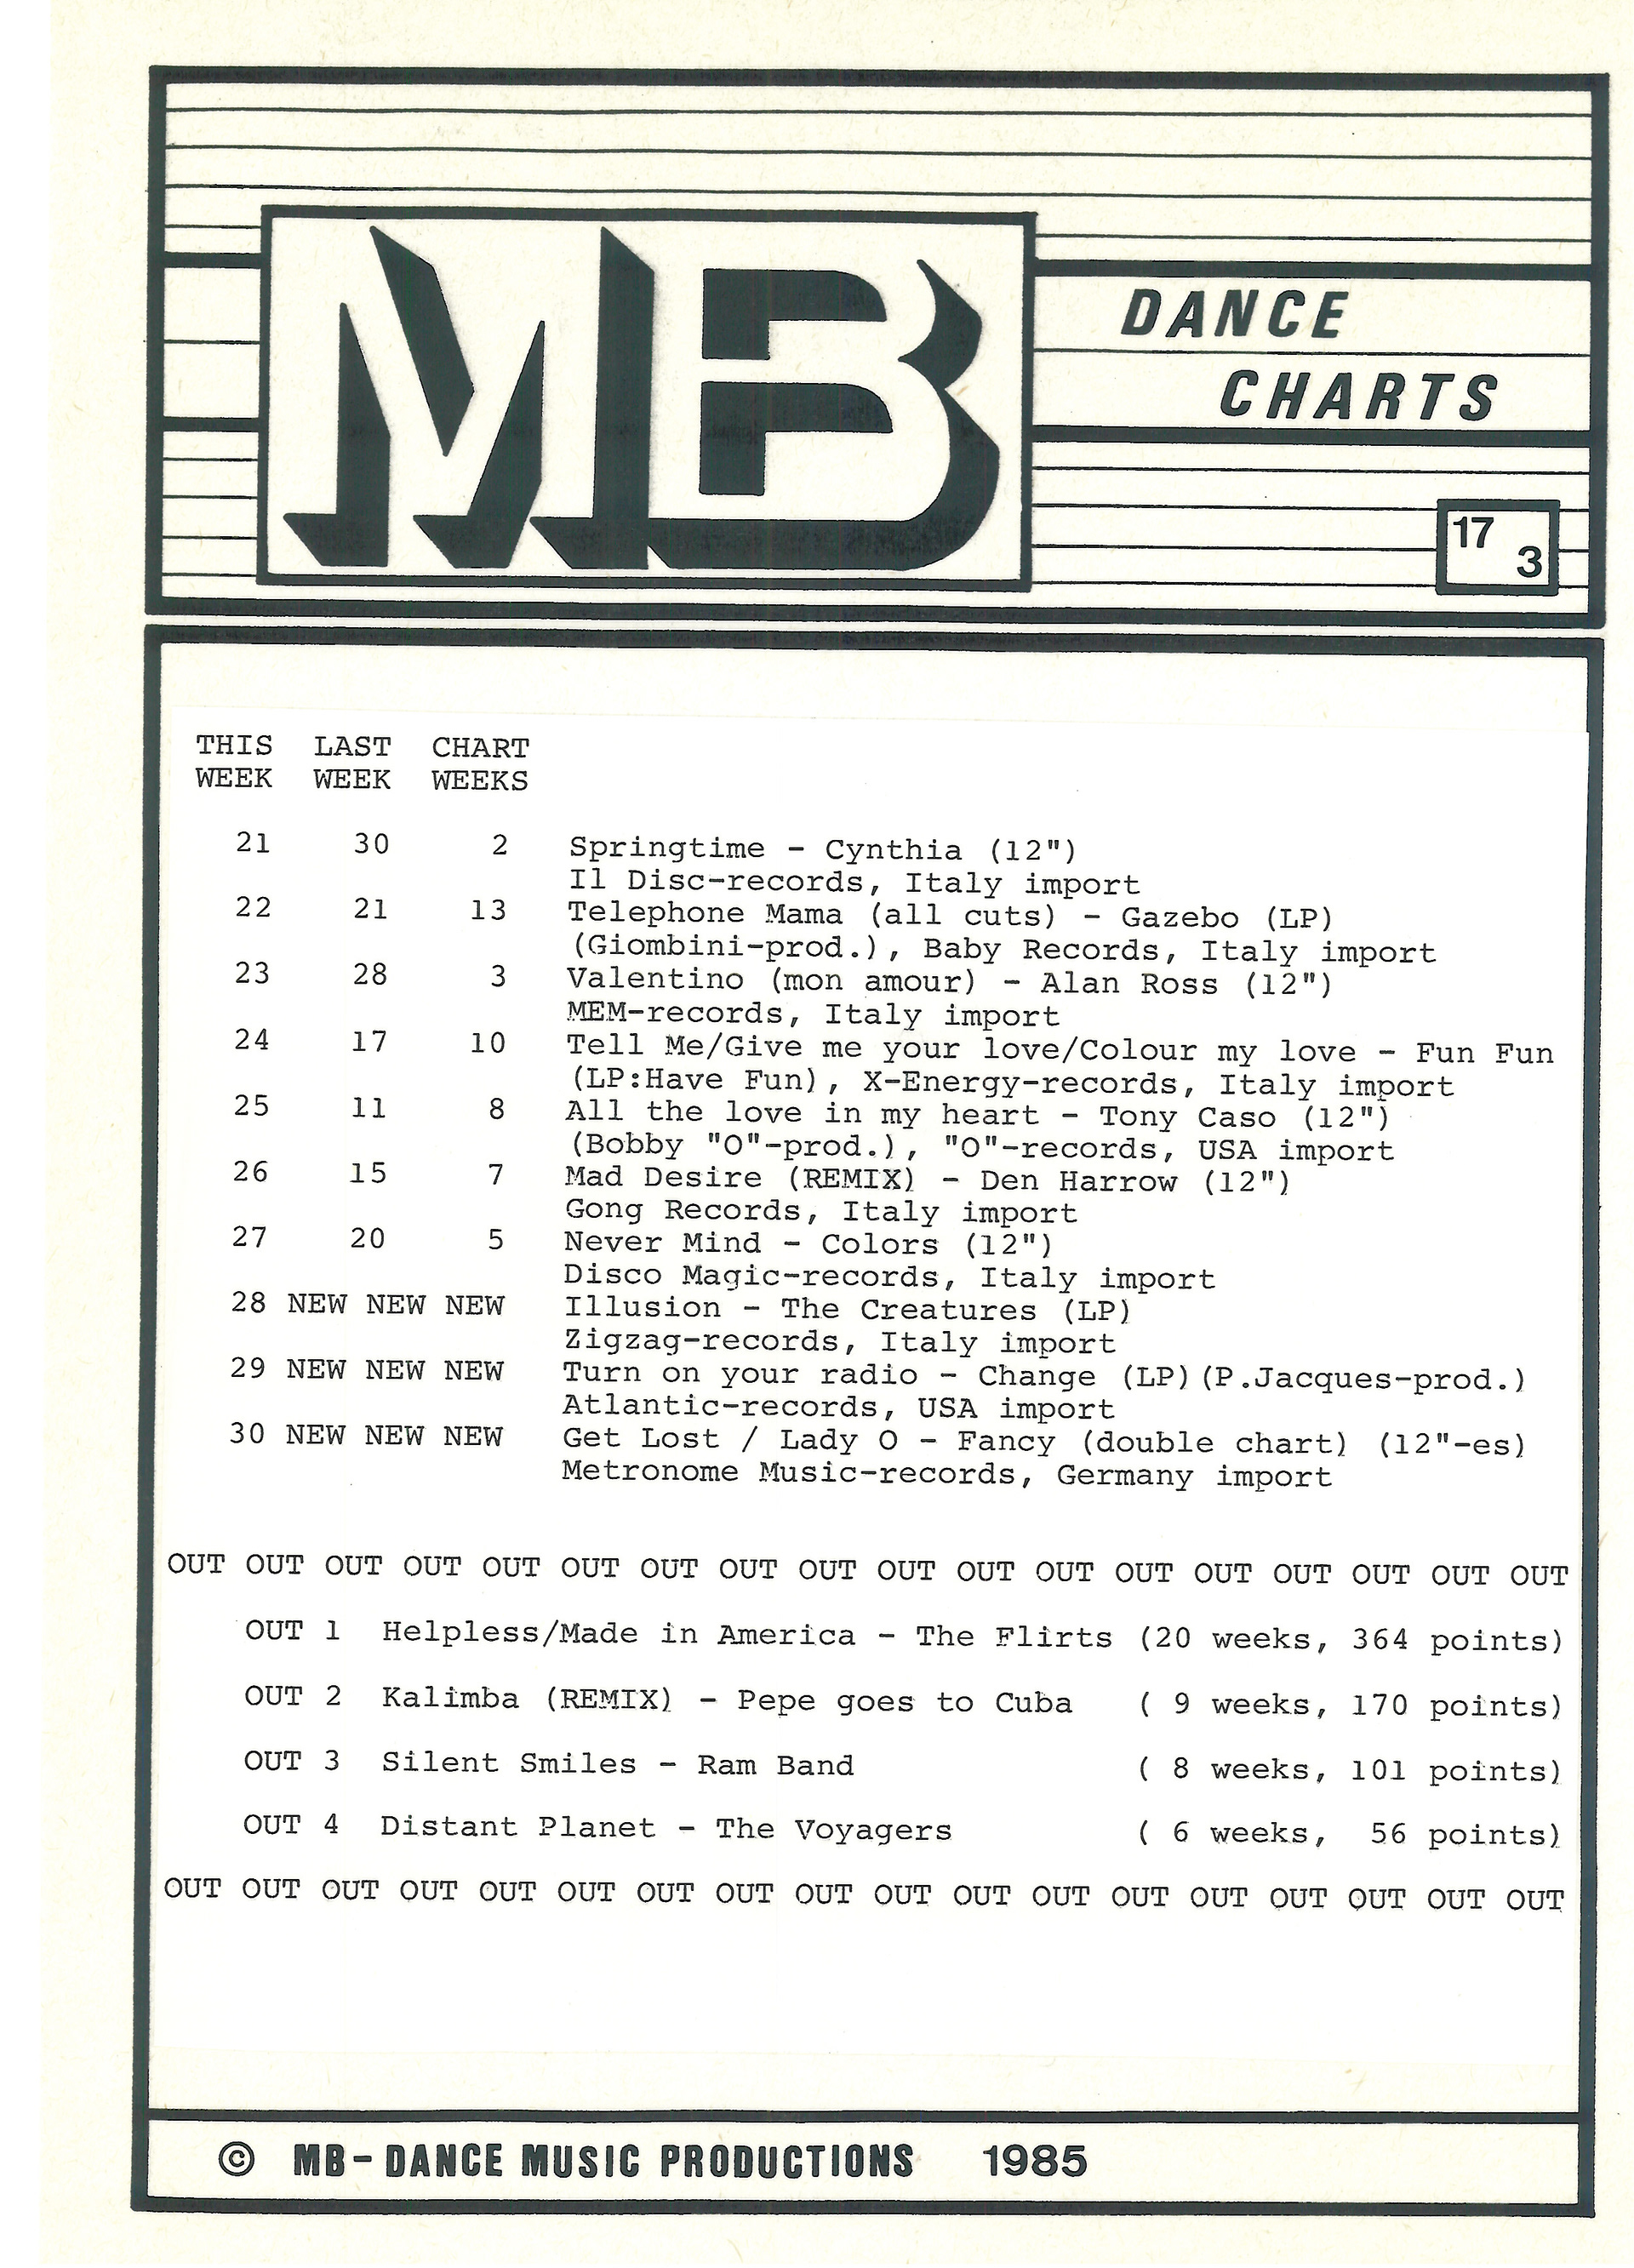 MB
DANCE
CHARTS
17
3
THIS LAST CHART
WEEK WEEK WEEKS
21 30 2 Springtime - Cynthia (12")
Il Disc-records, Italy import
22 21 13 Telephone Mama (all cuts) - Gazebo (LP)
(Giombini-prod.), Baby Records, Italy import
23 28 3 Valentino (mon amour) - Alan Ross (12")
MEM-records, Italy import
24 17 10 Tell Me/Give me your love/Colour my love - Fun Fun
(LP:Have Fun), X-Energy-records, Italy import
25 11 8 All the love in my heart - Tony Caso (12")
(Bobby "O"-prod.), "O"-records, USA import
26 15 7 Mad Desire (REMIX) - Den Harrow (12")
Gong Records, Italy import
27 20 5 Never Mind - Colors (12")
Disco Magic-records, Italy import
28 NEW NEW NEW Illusion - The Creatures (LP)
Zigzag-records, Italy import
29 NEW NEW NEW Turn on your radio - Change (LP)(P.Jacques-prod.)
Atlantic-records, USA import
30 NEW NEW NEW Get Lost / Lady O - Fancy (double chart) (12"-es)
Metronome Music-records, Germany import
OUT OUT OUT OUT OUT OUT OUT OUT OUT OUT OUT OUT OUT OUT OUT OUT OUT OUT
OUT 1 Helpless/Made in America - The Flirts (20 weeks, 364 points)
OUT 2 Kalimba (REMIX) - Pepe goes to Cuba ( 9 weeks, 170 points)
OUT 3 Silent Smiles - Ram Band ( 8 weeks, 101 points)
OUT 4 Distant Planet - The Voyagers ( 6 weeks, 56 points)
OUT OUT OUT OUT OUT OUT OUT OUT OUT OUT OUT OUT OUT OUT OUT OUT OUT OUT
© MB-DANCE MUSIC PRODUCTIONS 1985